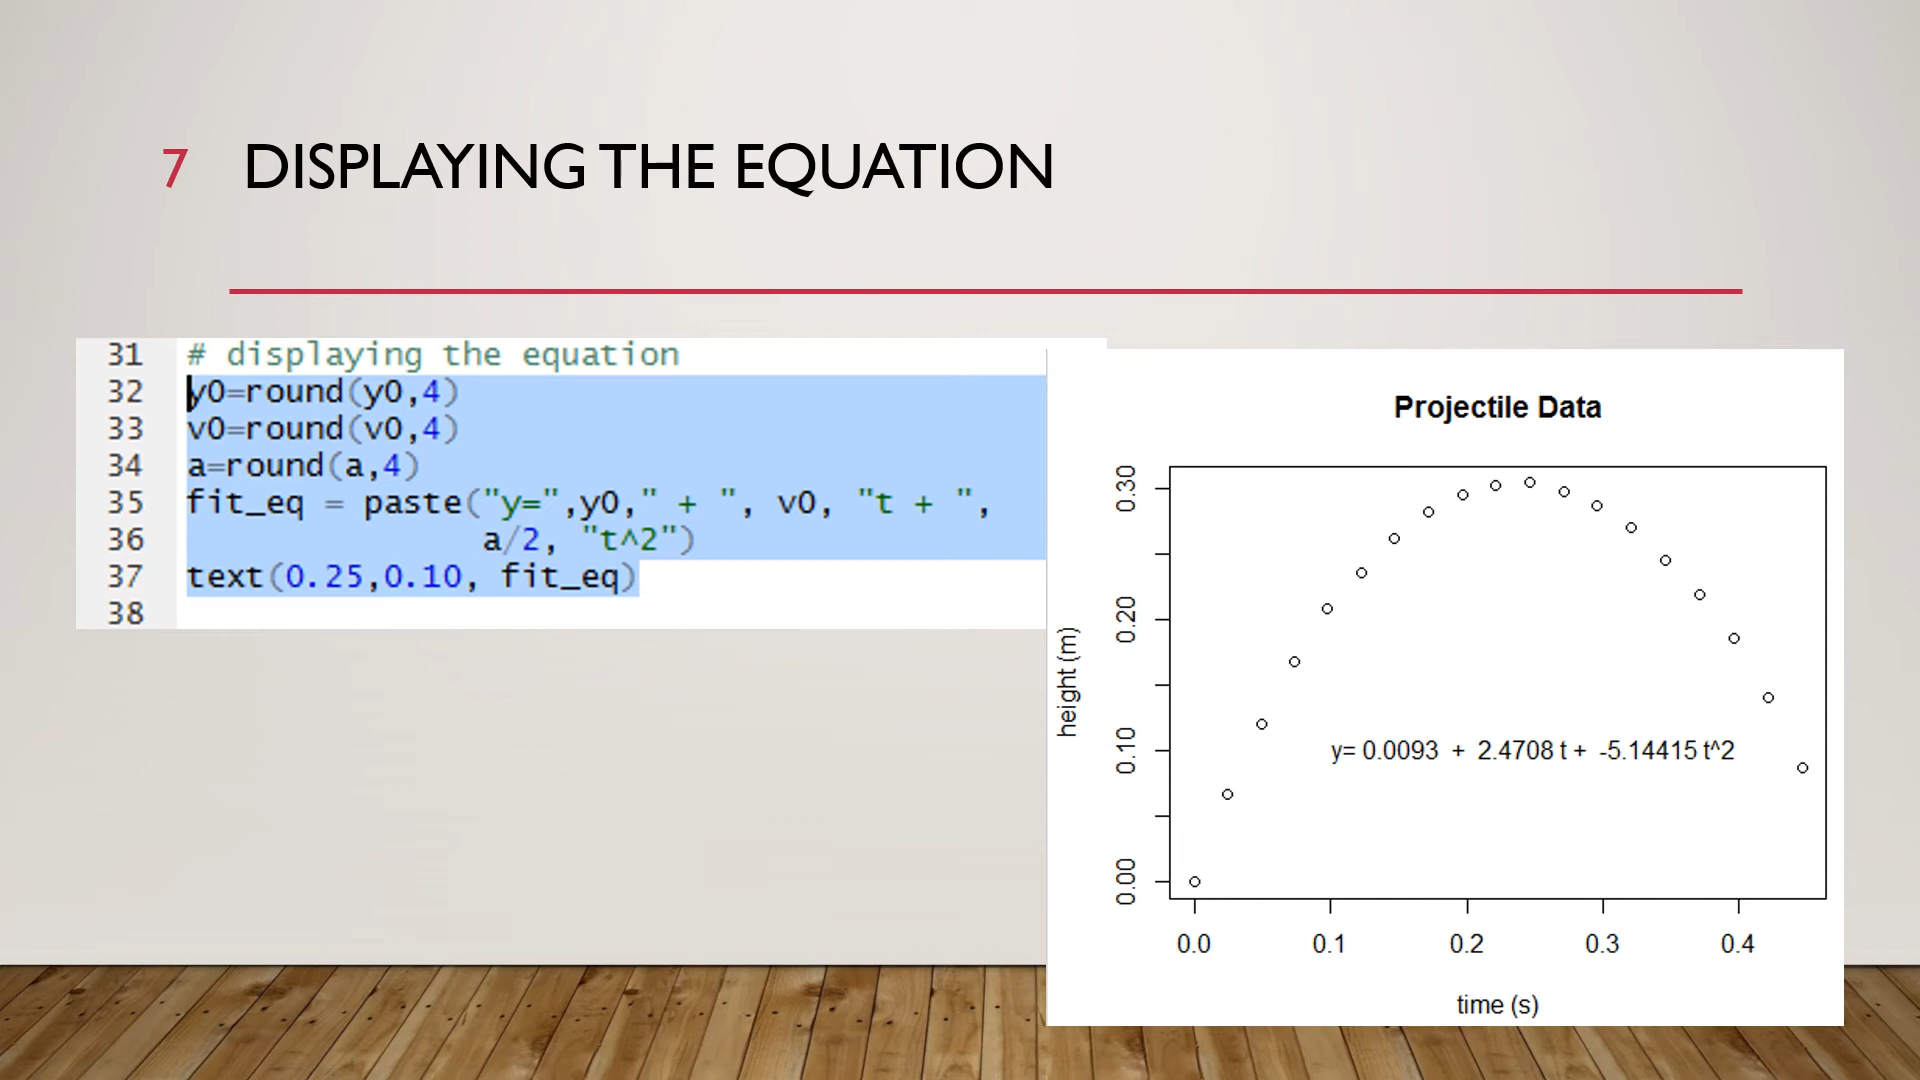 7 DISPLAYING THE EQUATION
31 # displaying the equation
32 y0=round(y0,4)
33 v0=round(v0,4)
34 a=round(a,4)
35 fit_eq = paste("y=",y0," + ", v0, "t + ",
36 a/2, "t^2")
37 text(0.25,0.10, fit_eq)
38
Projectile Data
0.30
0.20
0.10
0.00
height (m)
y= 0.0093 + 2.4708 t + -5.14415 t^2
0.0 0.1 0.2 0.3 0.4
time (s)